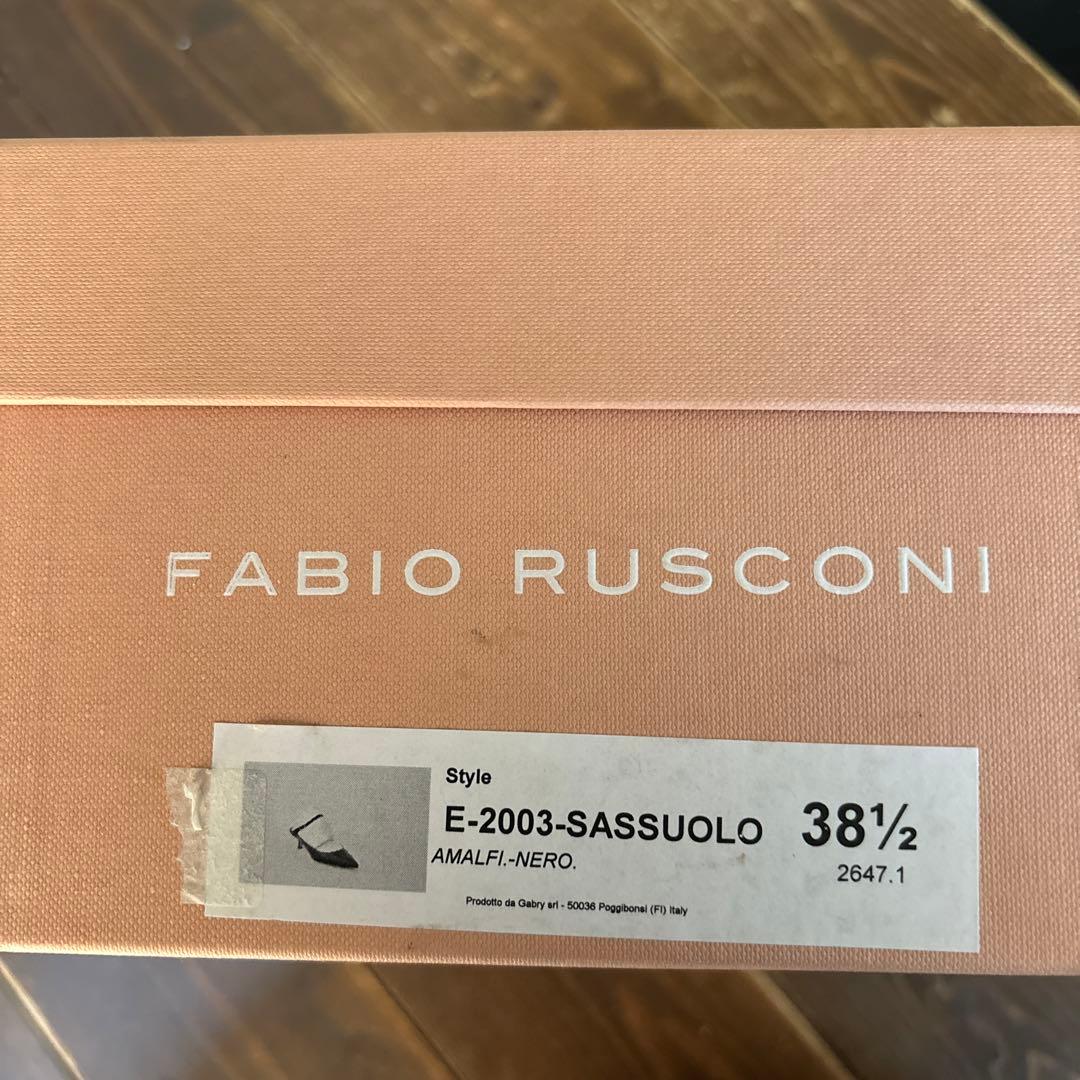 FABIO RUSCONI
Style
E-2003-SASSUOLO
38½
AMALFI.-NERO.
2647.1
Prodotto da Gabry srl - 50036 Poggibonsi (FI) Italy